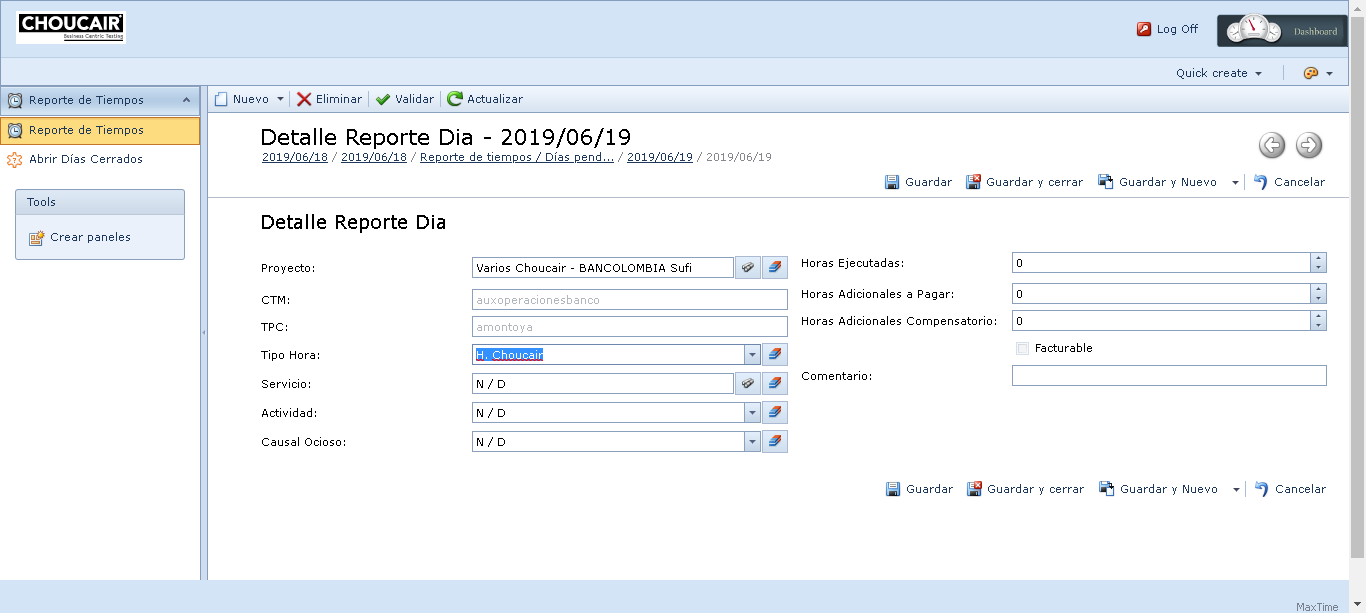 CHOUCAIR
Business Centric Testing
Log Off
Dashboard
Quick create
Reporte de Tiempos
Reporte de Tiempos
Abrir Días Cerrados
Tools
Crear paneles
Nuevo Eliminar Validar Actualizar
Detalle Reporte Dia - 2019/06/19
2019/06/18 / 2019/06/18 / Reporte de tiempos / Días pend... / 2019/06/19 / 2019/06/19
Guardar Guardar y cerrar Guardar y Nuevo Cancelar
Detalle Reporte Dia
Proyecto: Varios Choucair - BANCOLOMBIA Sufi
CTM: auxoperacionesbanco
TPC: amontoya
Tipo Hora: H. Choucair
Servicio: N / D
Actividad: N / D
Causal Ocioso: N / D
Horas Ejecutadas: 0
Horas Adicionales a Pagar: 0
Horas Adicionales Compensatorio: 0
Facturable
Comentario:
Guardar Guardar y cerrar Guardar y Nuevo Cancelar
MaxTime